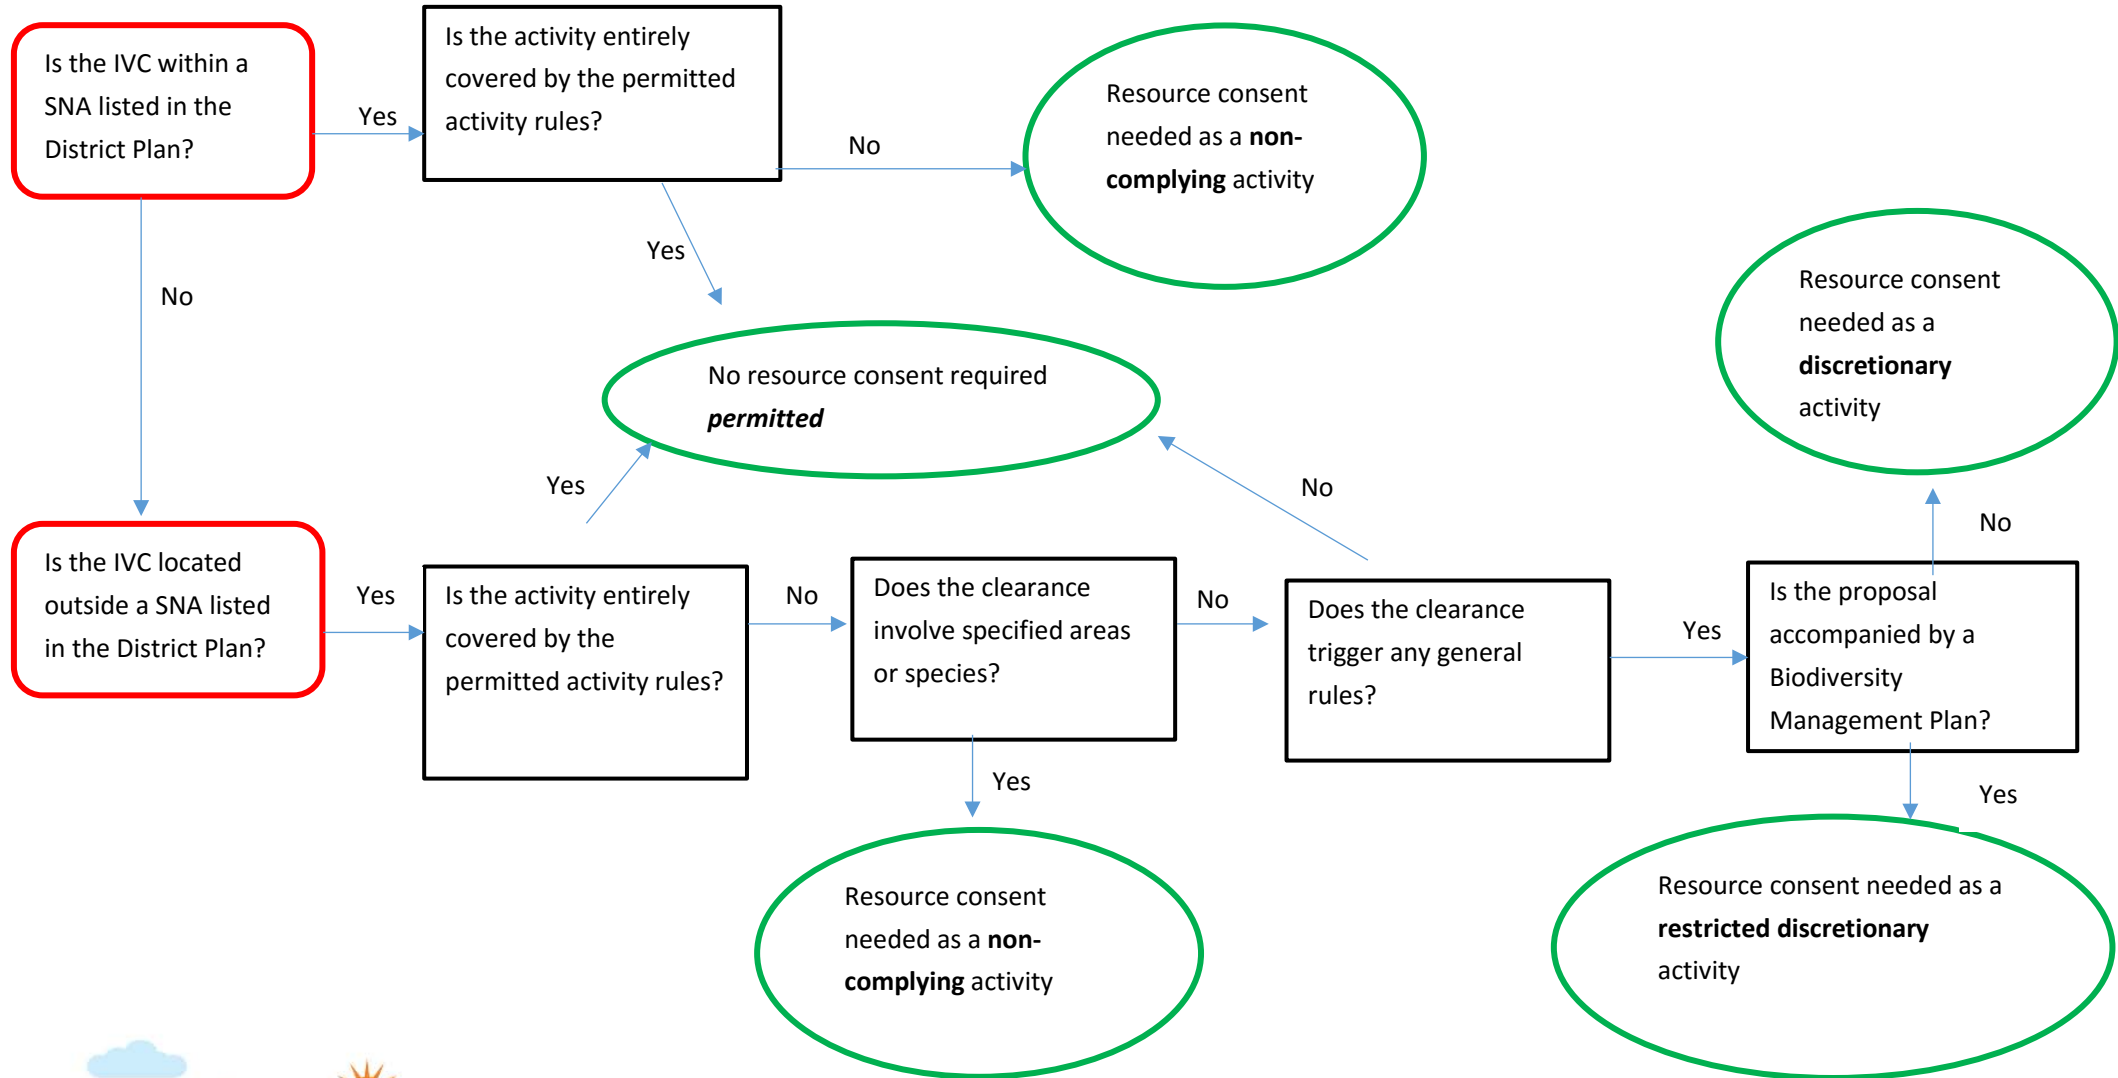 Is the IVC within a
SNA listed in the
District Plan?
Yes
Is the activity entirely
covered by the permitted
activity rules?
No
Resource consent
needed as a non-
complying activity
Yes
No
No resource consent required
permitted
Resource consent
needed as a
discretionary
activity
Yes
No
No
Is the IVC located
outside a SNA listed
in the District Plan?
Yes
Is the activity entirely
covered by the
permitted activity rules?
No
Does the clearance
involve specified areas
or species?
No
Does the clearance
trigger any general
rules?
Yes
Is the proposal
accompanied by a
Biodiversity
Management Plan?
Yes
Yes
Resource consent
needed as a non-
complying activity
Resource consent needed as a
restricted discretionary
activity